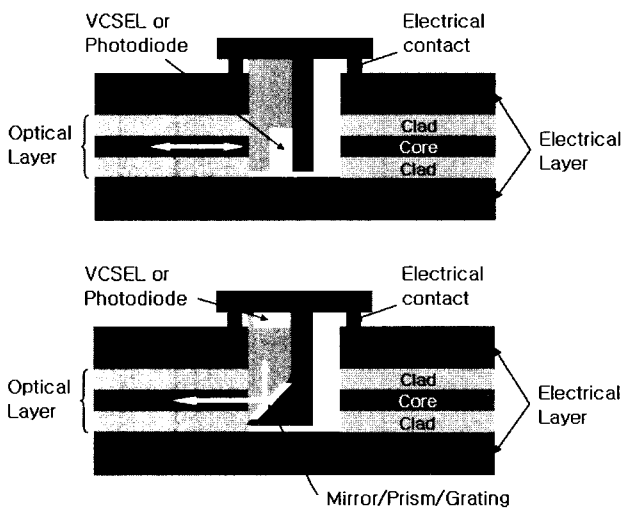 VCSEL or
Photodiode
Electrical
contact
Optical
Layer
Clad
Core
Clad
Electrical
Layer
VCSEL or
Photodiode
Electrical
contact
Optical
Layer
Clad
Core
Clad
Electrical
Layer
Mirror/Prism/Grating